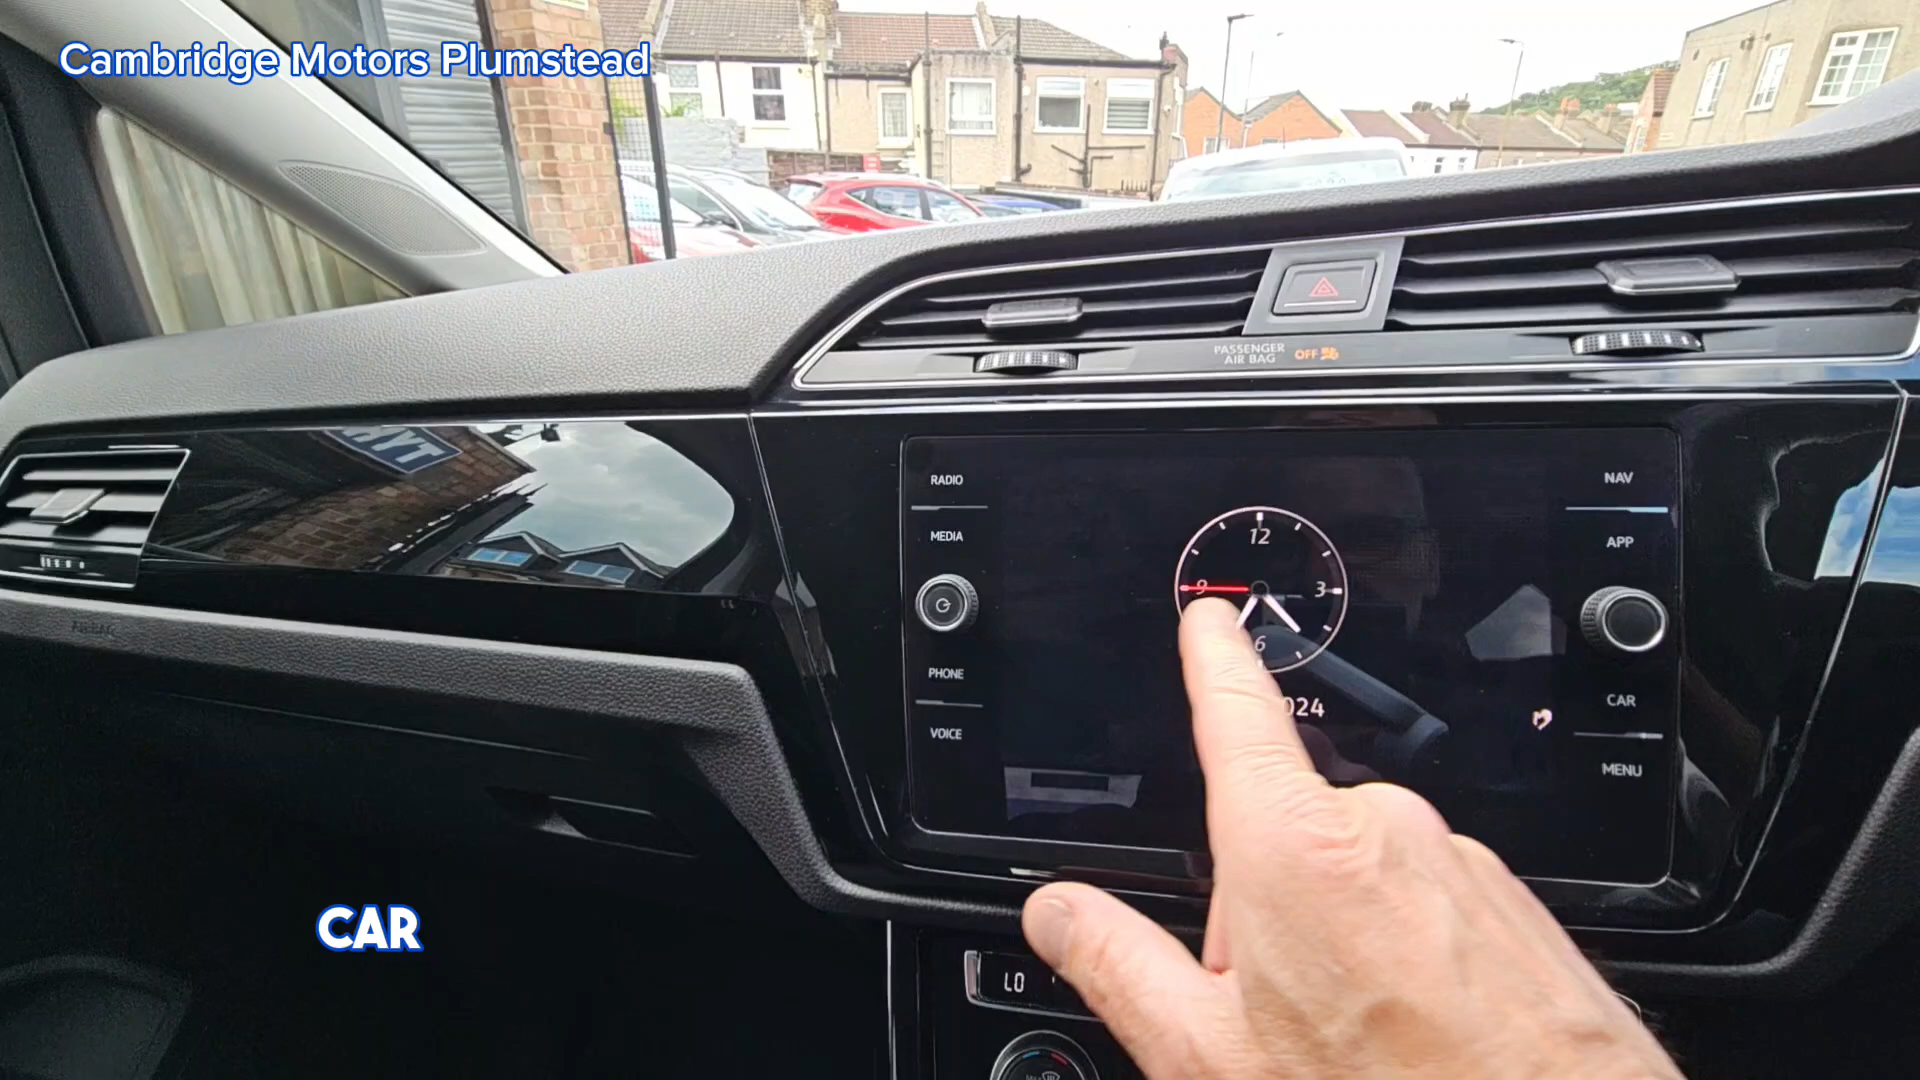 Cambridge Motors Plumstead
PASSENGER
AIR BAG OFF
RADIO
MEDIA
PHONE
VOICE
12
9
3
6
024
NAV
APP
CAR
MENU
CAR
LO
AIRBAG